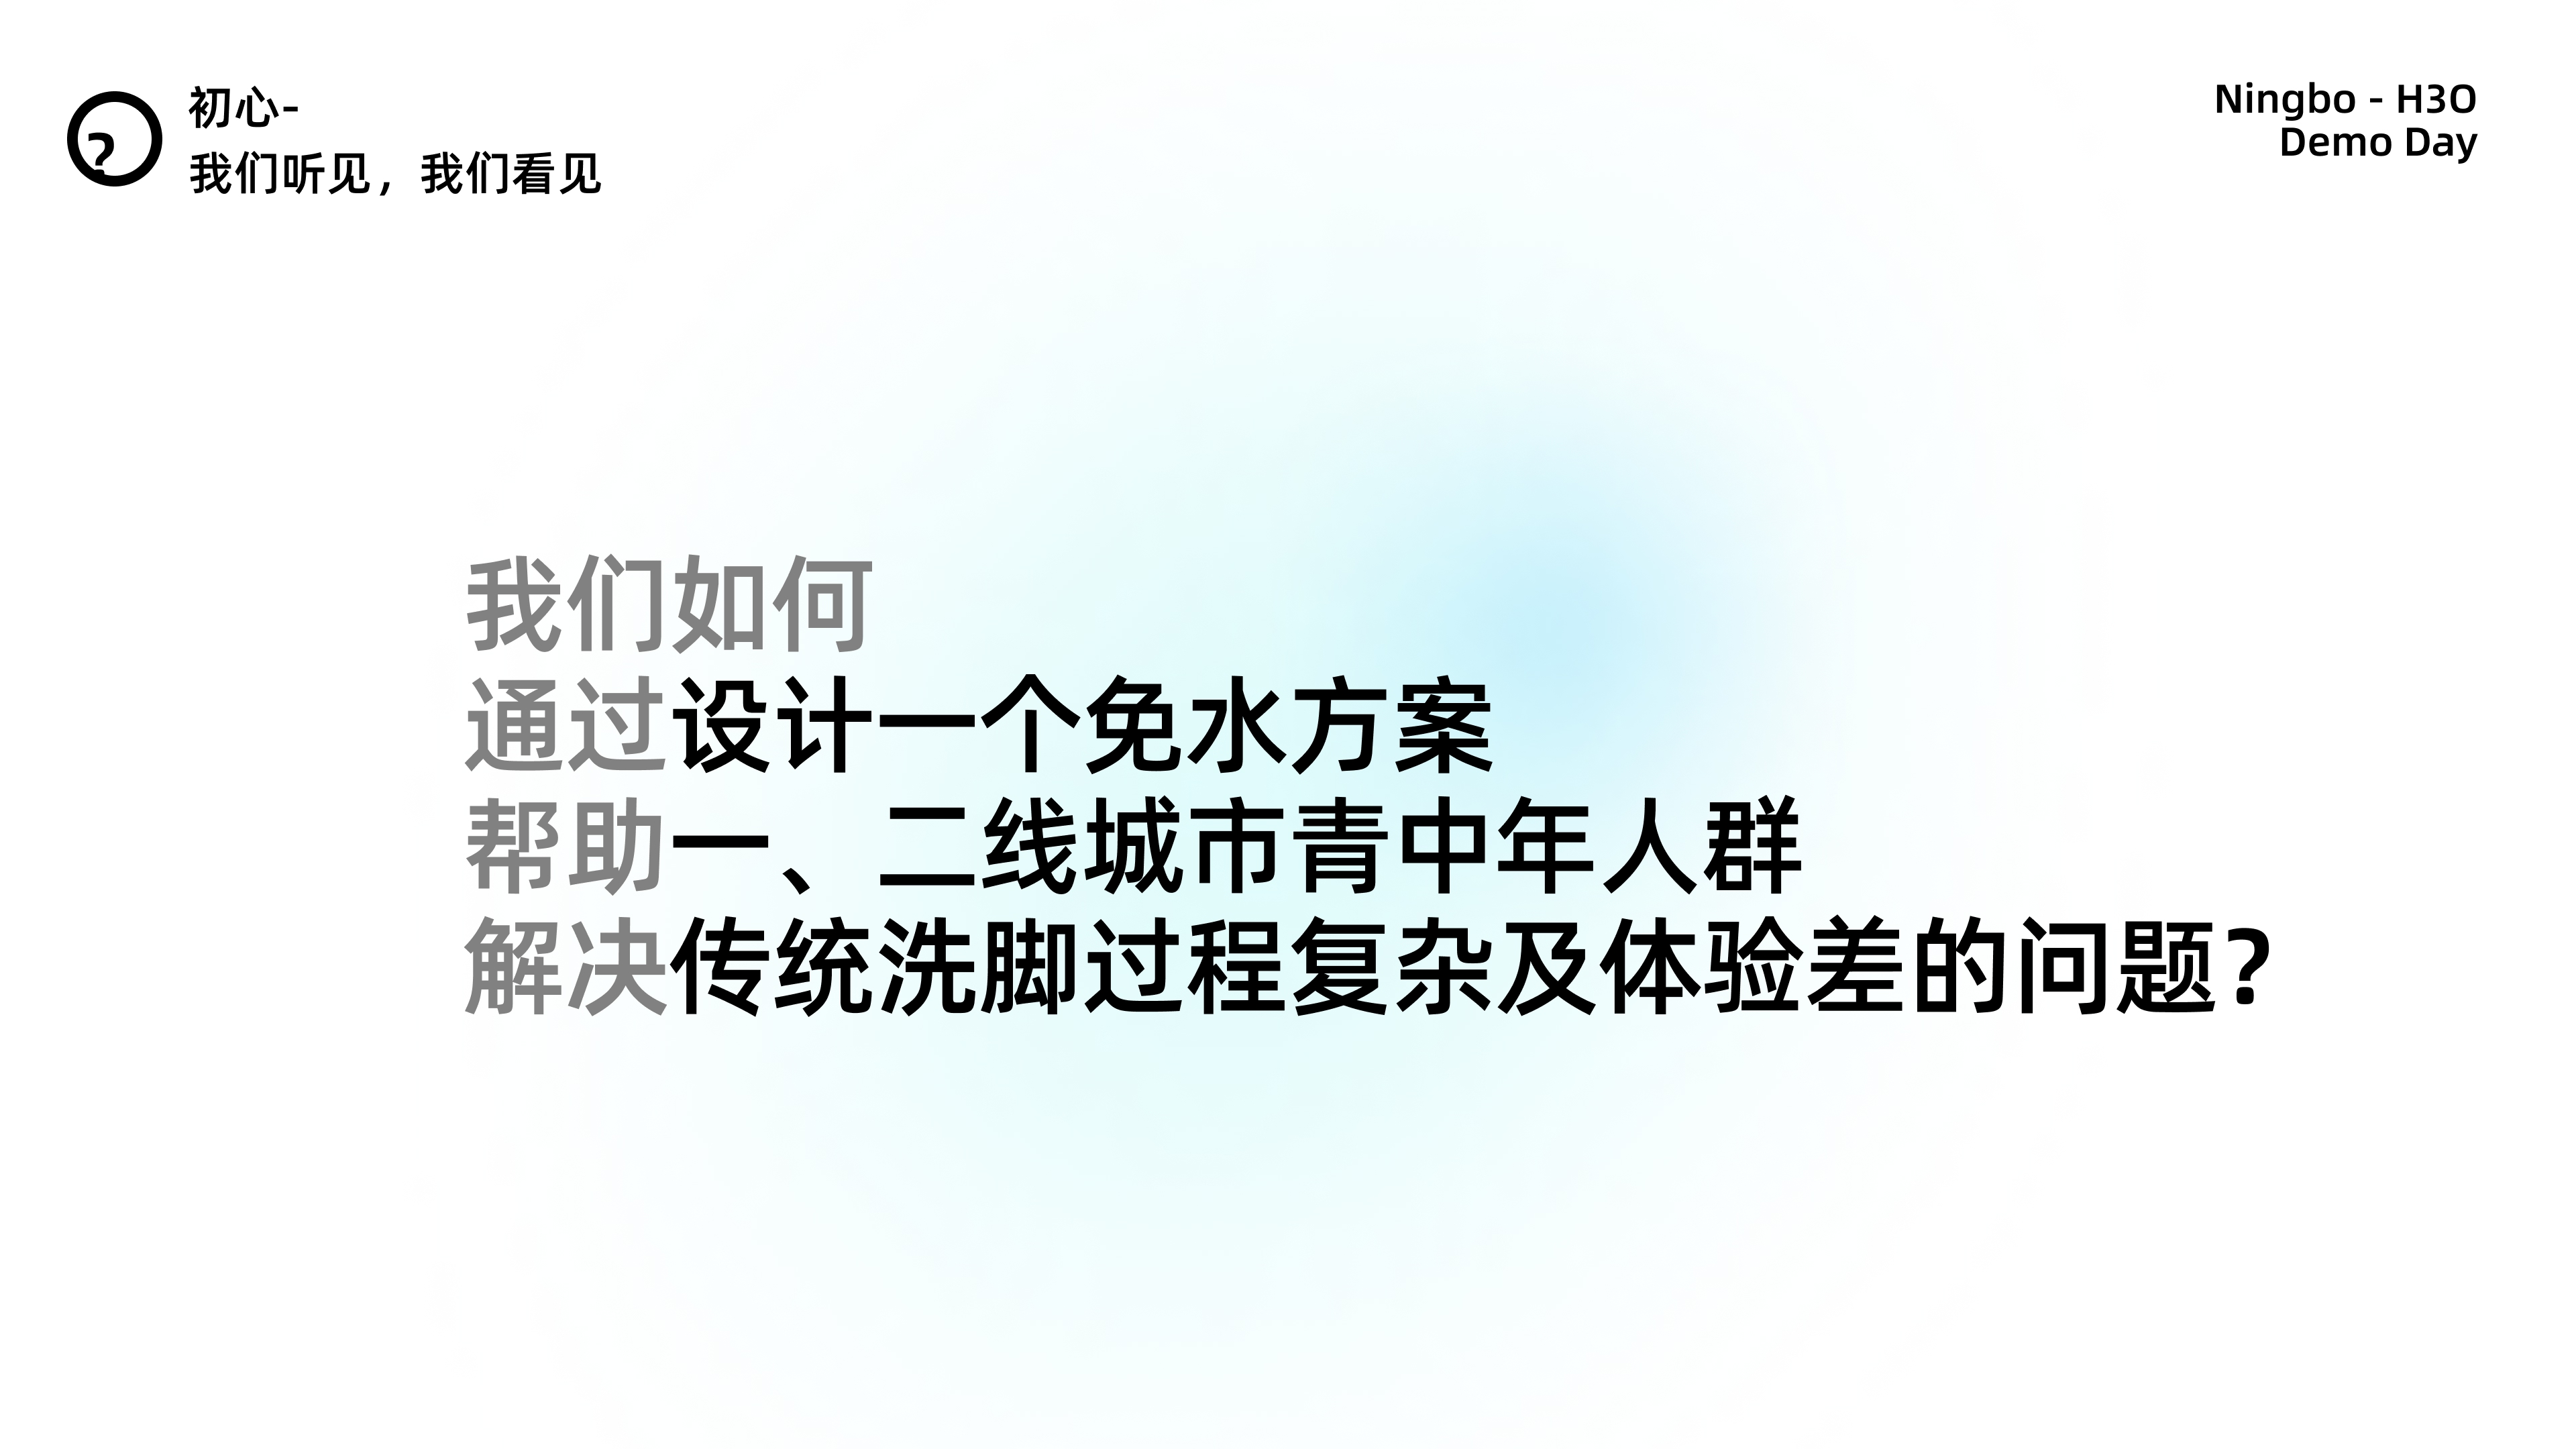 ?
初心-
我们听见，我们看见
Ningbo - H3O
Demo Day
我们如何
通过设计一个免水方案
帮助一、二线城市青中年人群
解决传统洗脚过程复杂及体验差的问题？